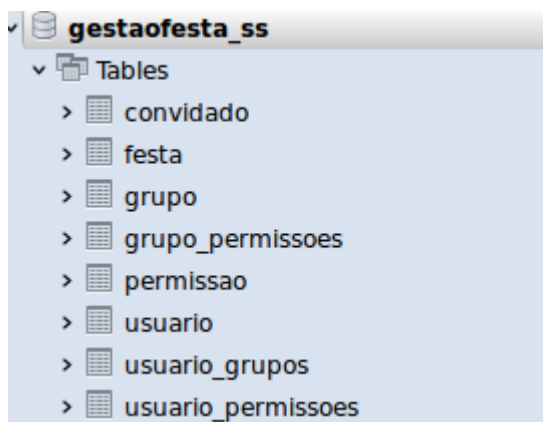 gestaofesta_ss
Tables
convidado
festa
grupo
grupo_permissoes
permissao
usuario
usuario_grupos
usuario_permissoes